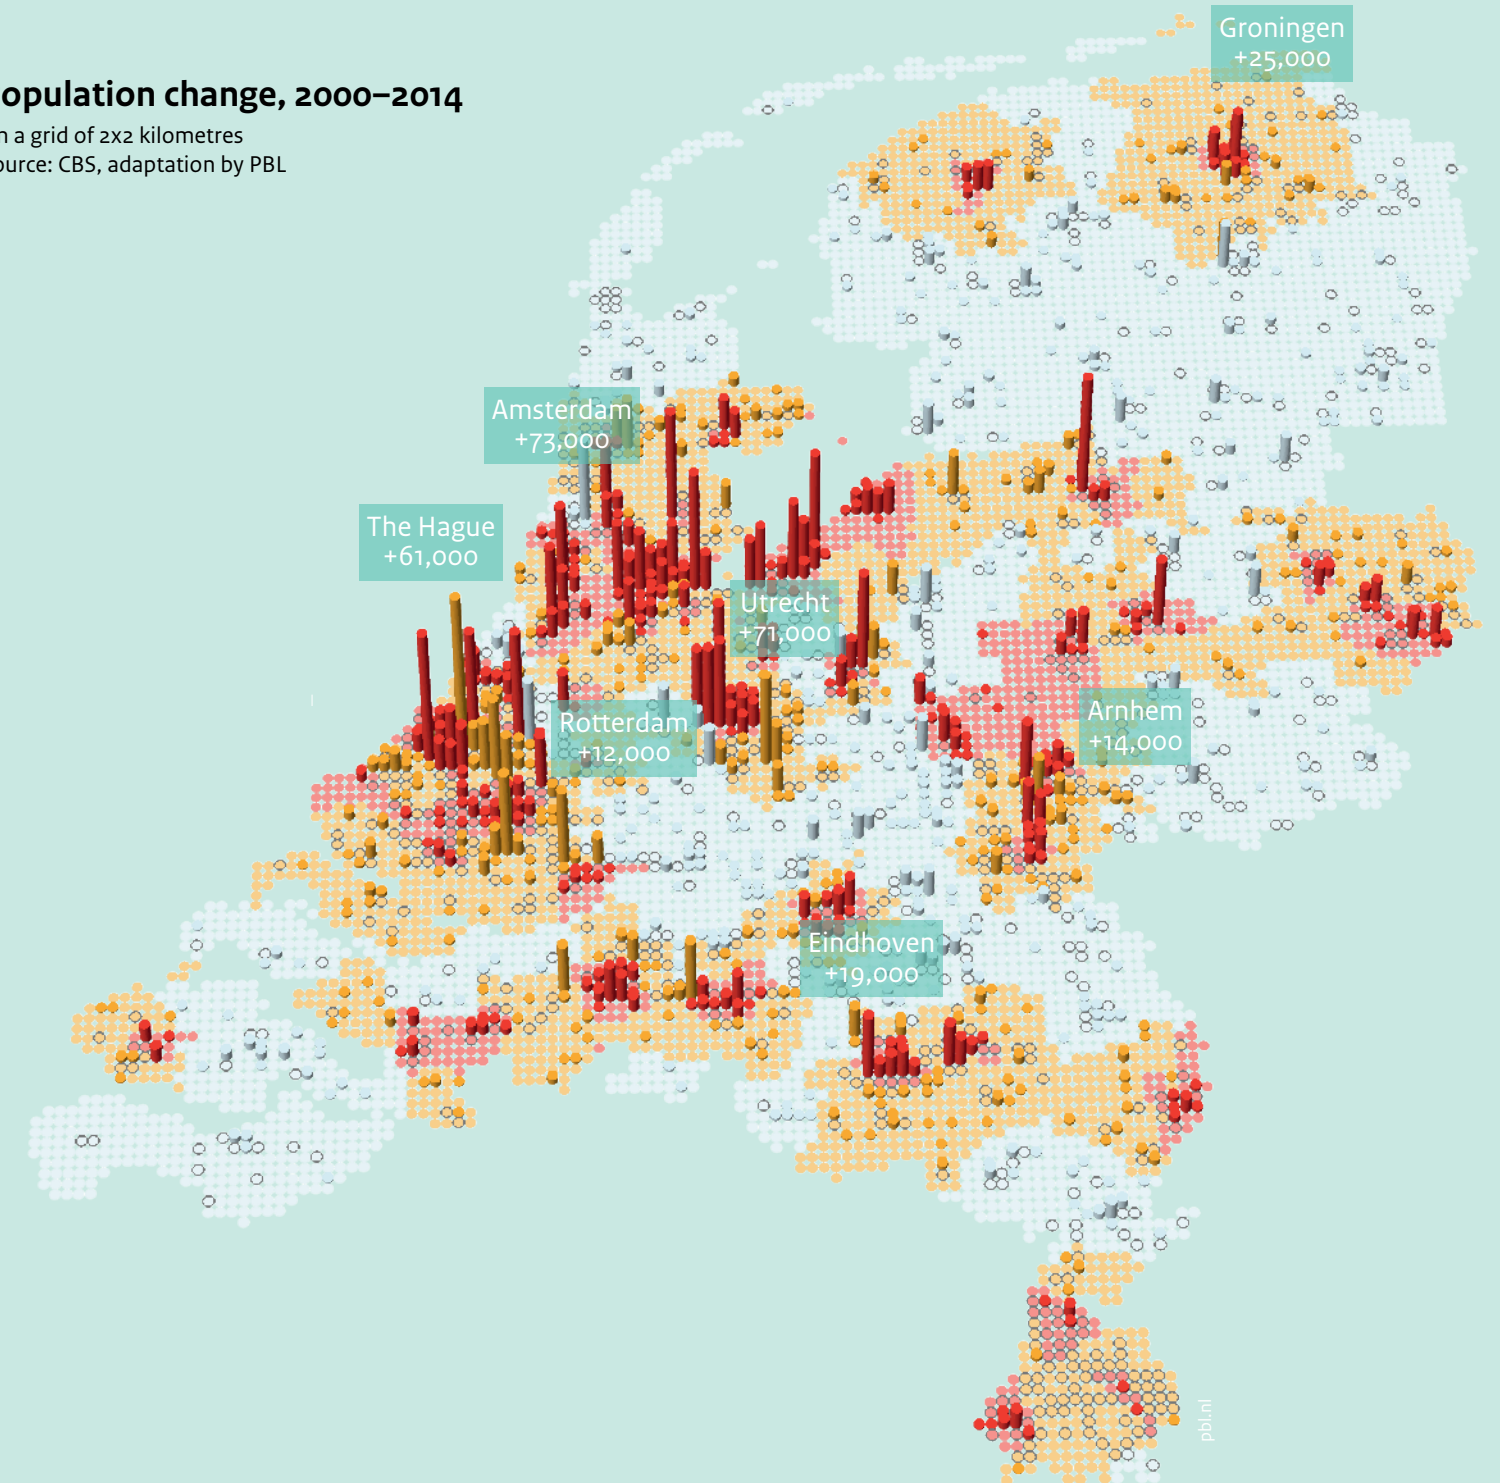 opulation change, 2000–2014
n a grid of 2x2 kilometres
ource: CBS, adaptation by PBL
Groningen
+25,000
Amsterdam
+73,000
The Hague
+61,000
Utrecht
+71,000
Rotterdam
+12,000
Arnhem
+14,000
Eindhoven
+19,000
pbl.nl